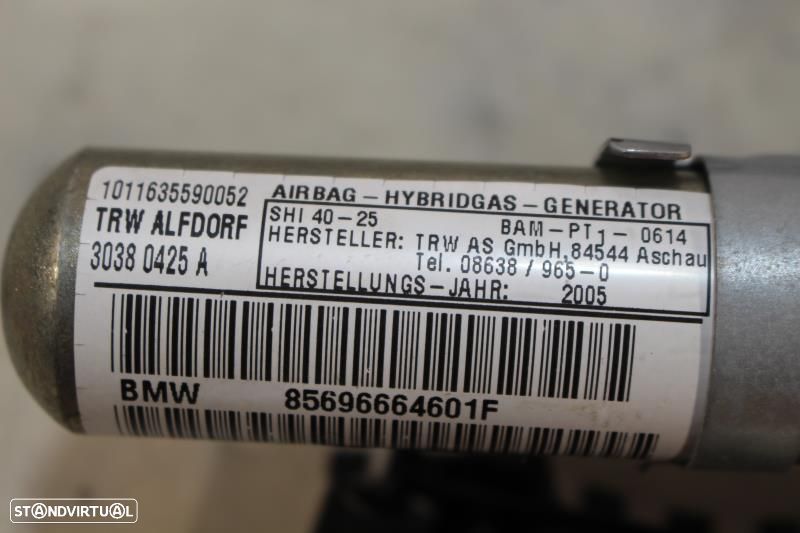 1011635590052
TRW ALFDORF
3038 0425 A
AIRBAG-HYBRIDGAS-GENERATOR
SHI 40-25 BAM-PT1-0614
HERSTELLER: TRW AS GmbH, 84544 Aschau
Tel. 08638/965-0
HERSTELLUNGS-JAHR: 2005
BMW 85696664601F
STANDVIRTUAL